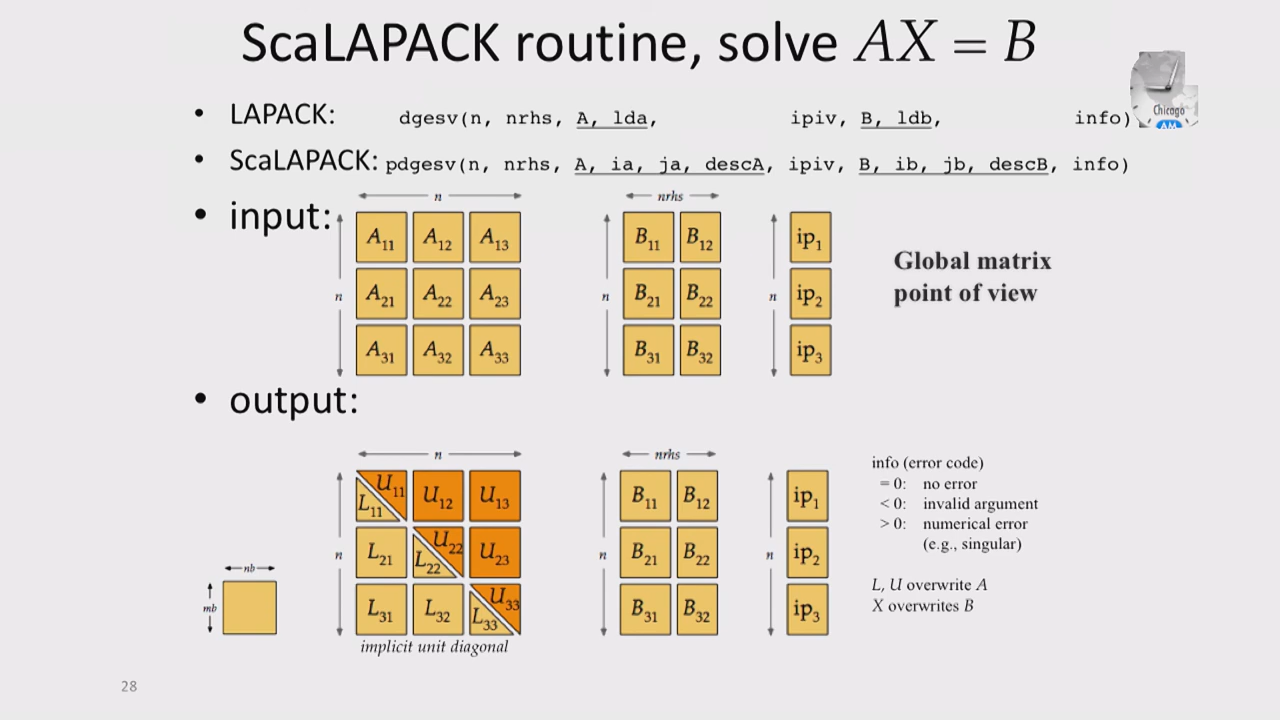 ScaLAPACK routine, solve AX = B
Chicago
AM
• LAPACK: dgesv(n, nrhs, A, lda, ipiv, B, ldb, info)
• ScaLAPACK: pdgesv(n, nrhs, A, ia, ja, descA, ipiv, B, ib, jb, descB, info)
• input:
n nrhs
A11 A12 A13 B11 B12 ip1
n A21 A22 A23 n B21 B22 n ip2
A31 A32 A33 B31 B32 ip3
Global matrix
point of view
• output:
n nrhs
U11 L11 U12 U13 B11 B12 ip1
n L21 U22 L22 U23 n B21 B22 n ip2
L31 L32 U33 L33 B31 B32 ip3
implicit unit diagonal
nb
mb
info (error code)
= 0: no error
< 0: invalid argument
> 0: numerical error
(e.g., singular)
L, U overwrite A
X overwrites B
28